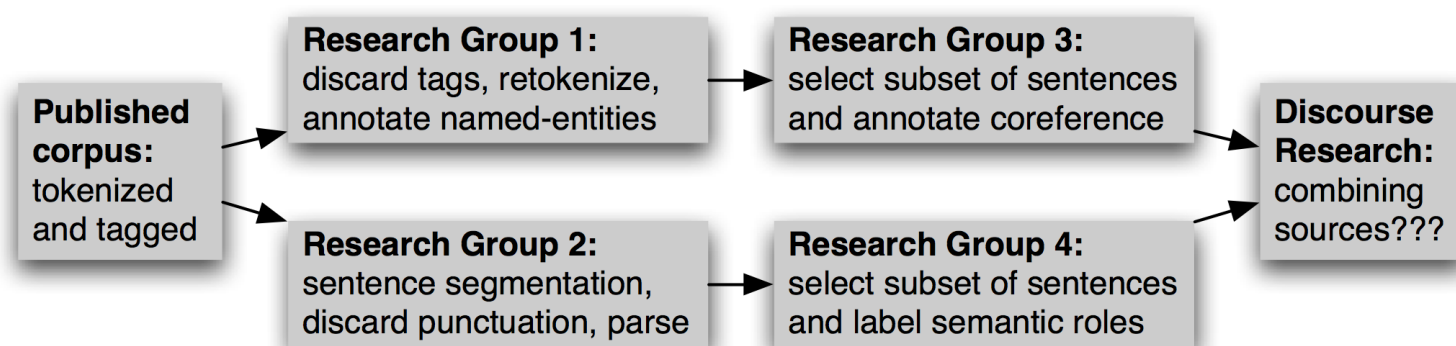 Published
corpus:
tokenized
and tagged
Research Group 1:
discard tags, retokenize,
annotate named-entities
Research Group 2:
sentence segmentation,
discard punctuation, parse
Research Group 3:
select subset of sentences
and annotate coreference
Research Group 4:
select subset of sentences
and label semantic roles
Discourse
Research:
combining
sources???